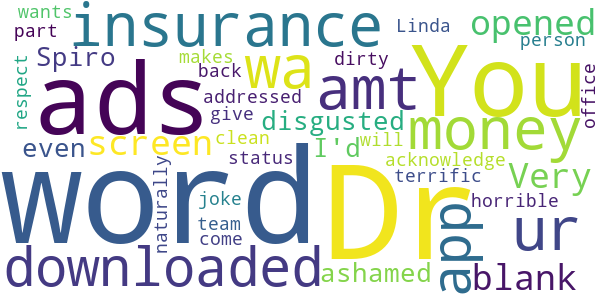 wants insurance Linda opened
part person
Spiro ads wa makes amt You
back
respect addressed office
give dirty
disgusted money
even screen clean I'd will
word Dr status acknowledge Very
naturally terrific
joke horrible
downloaded team app ur
come
ashamed blank